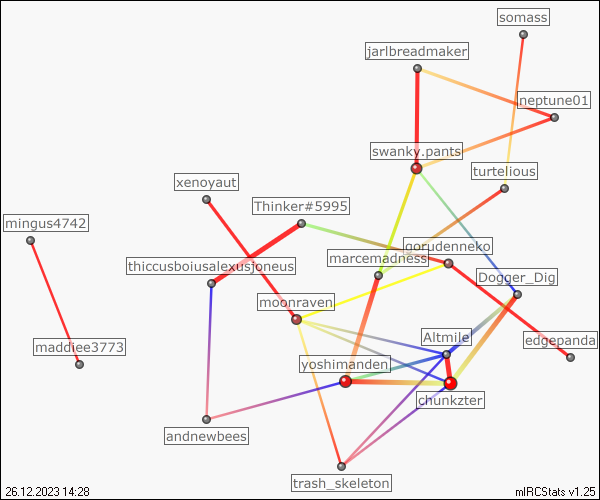 somass
jarlbreadmaker
neptune01
swanky.pants
turtelious
xenoyaut
Thinker#5995
mingus4742
gorudenneko
marcemadness
thiccusboiusalexusjoneus
Dogger_Dig
moonraven
Altmile
edgepanda
maddiee3773
yoshimanden
chunkzter
andnewbees
trash_skeleton
26.12.2023 14:28
mIRCStats v1.25